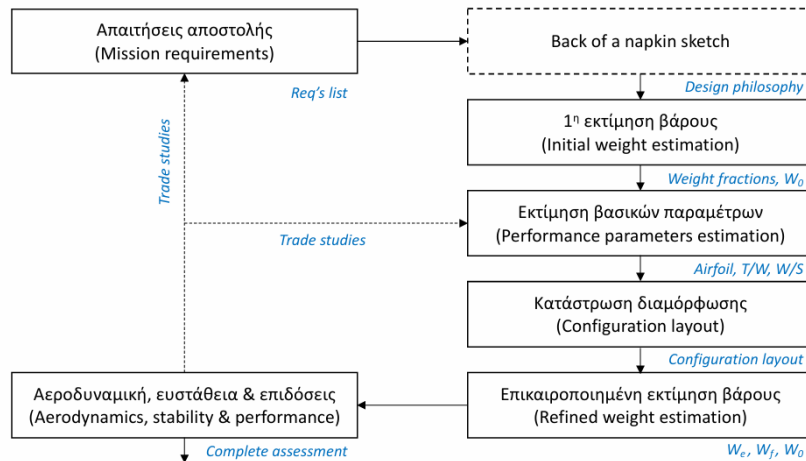 Απαιτήσεις αποστολής
(Mission requirements)
Req's list
Back of a napkin sketch
Design philosophy
1η εκτίμηση βάρους
(Initial weight estimation)
Weight fractions, W0
Trade studies
Trade studies
Εκτίμηση βασικών παραμέτρων
(Performance parameters estimation)
Airfoil, T/W, W/S
Κατάστρωση διαμόρφωσης
(Configuration layout)
Configuration layout
Επικαιροποιημένη εκτίμηση βάρους
(Refined weight estimation)
We , Wf , W0
Αεροδυναμική, ευστάθεια & επιδόσεις
(Aerodynamics, stability & performance)
Complete assessment